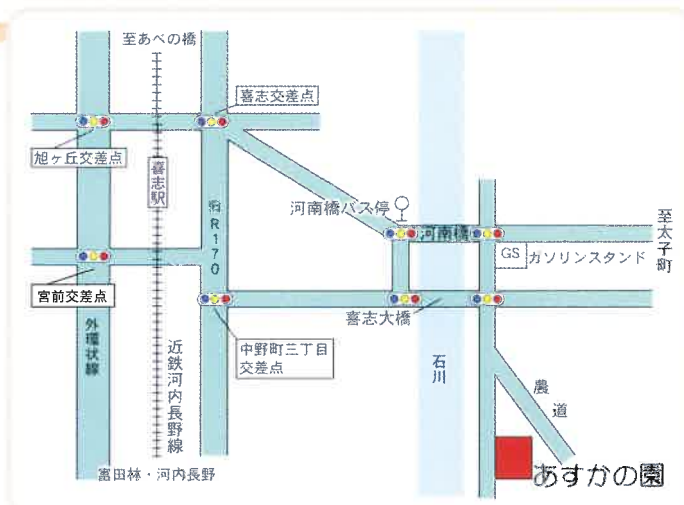 至あべの橋
喜志交差点
旭ヶ丘交差点
喜志駅
旧R170
河南橋バス停
河南橋
至太子町
GS
ガソリンスタンド
宮前交差点
喜志大橋
外環状線
近鉄河内長野線
中野町三丁目
交差点
石川
農道
富田林・河内長野
あすかの園